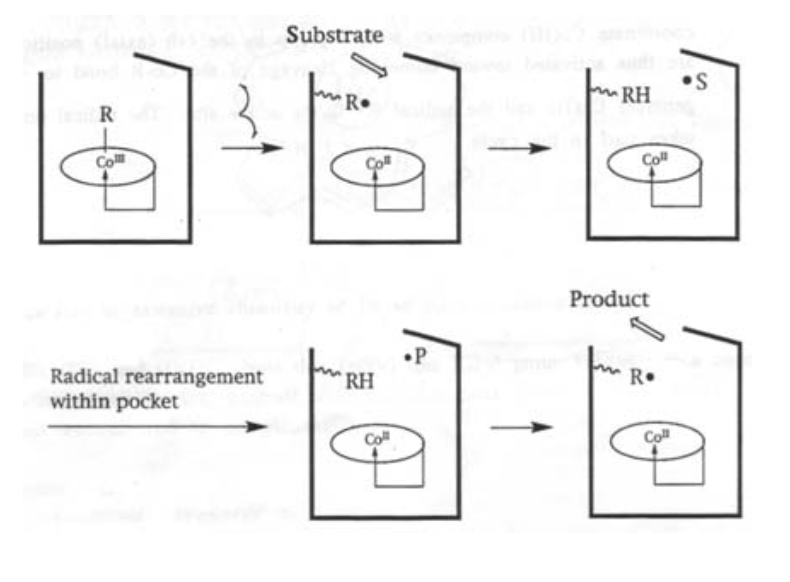 Substrate
R
Co^III
R•
Co^II
RH
•S
Co^II
Radical rearrangement
within pocket
RH
•P
Co^II
Product
R•
Co^II